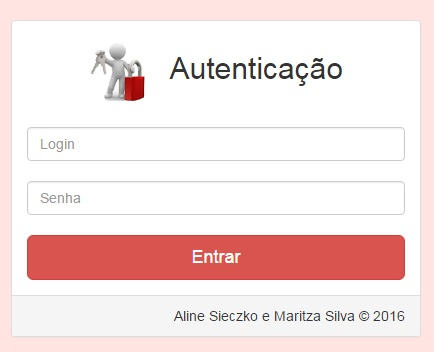 Autenticação
Login
Senha
Entrar
Aline Sieczko e Maritza Silva © 2016